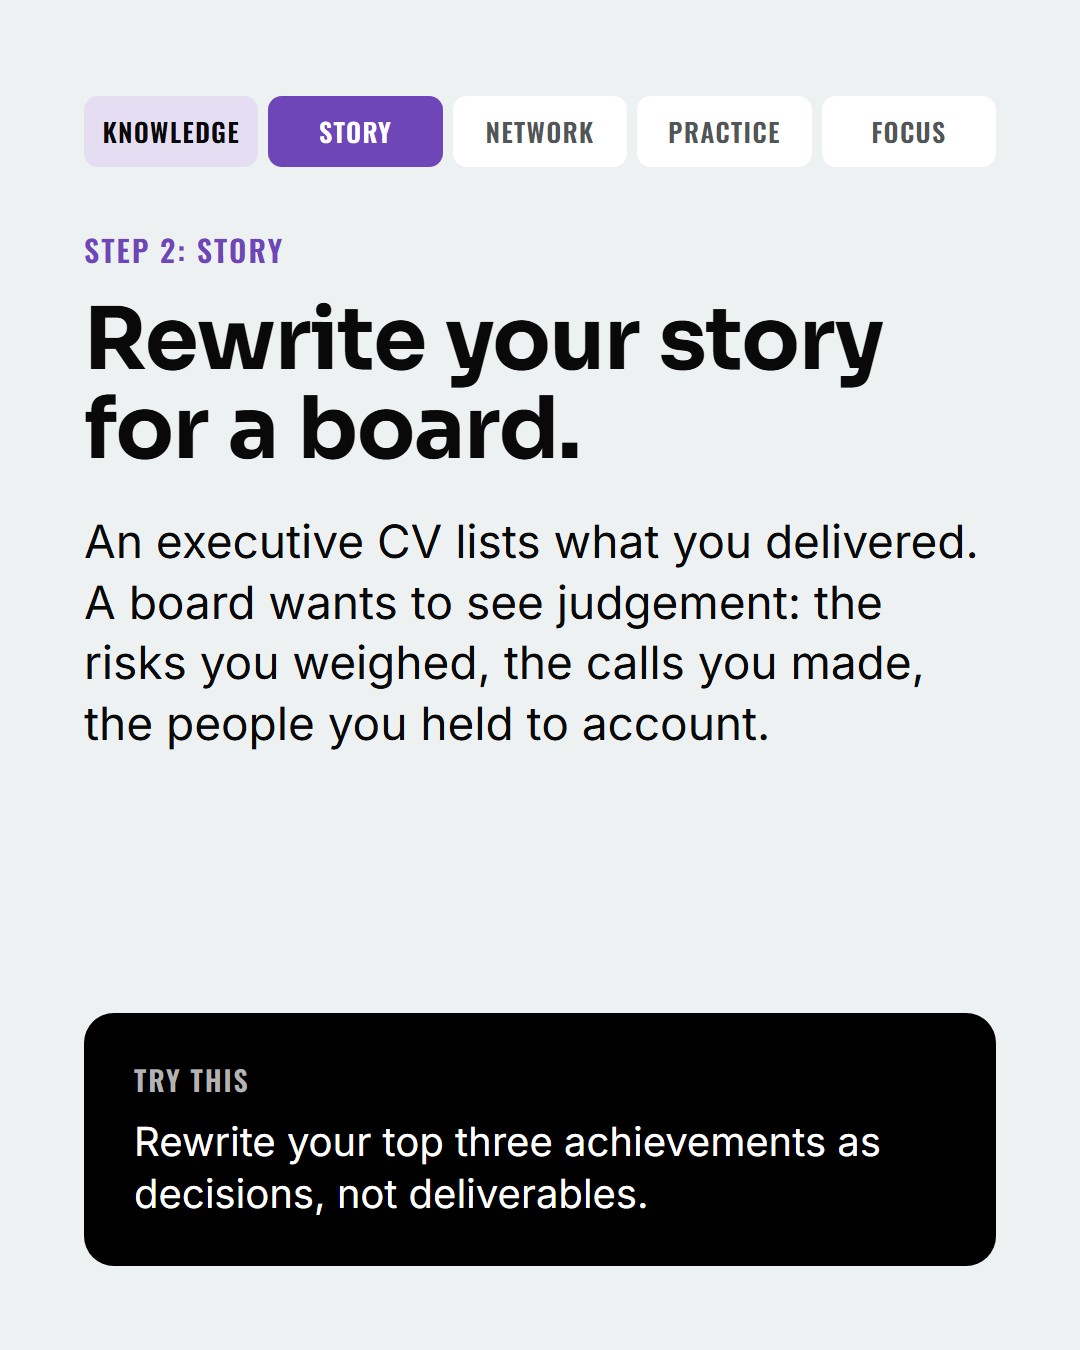 KNOWLEDGE STORY NETWORK PRACTICE FOCUS
STEP 2: STORY
Rewrite your story
for a board.
An executive CV lists what you delivered.
A board wants to see judgement: the
risks you weighed, the calls you made,
the people you held to account.
TRY THIS
Rewrite your top three achievements as
decisions, not deliverables.